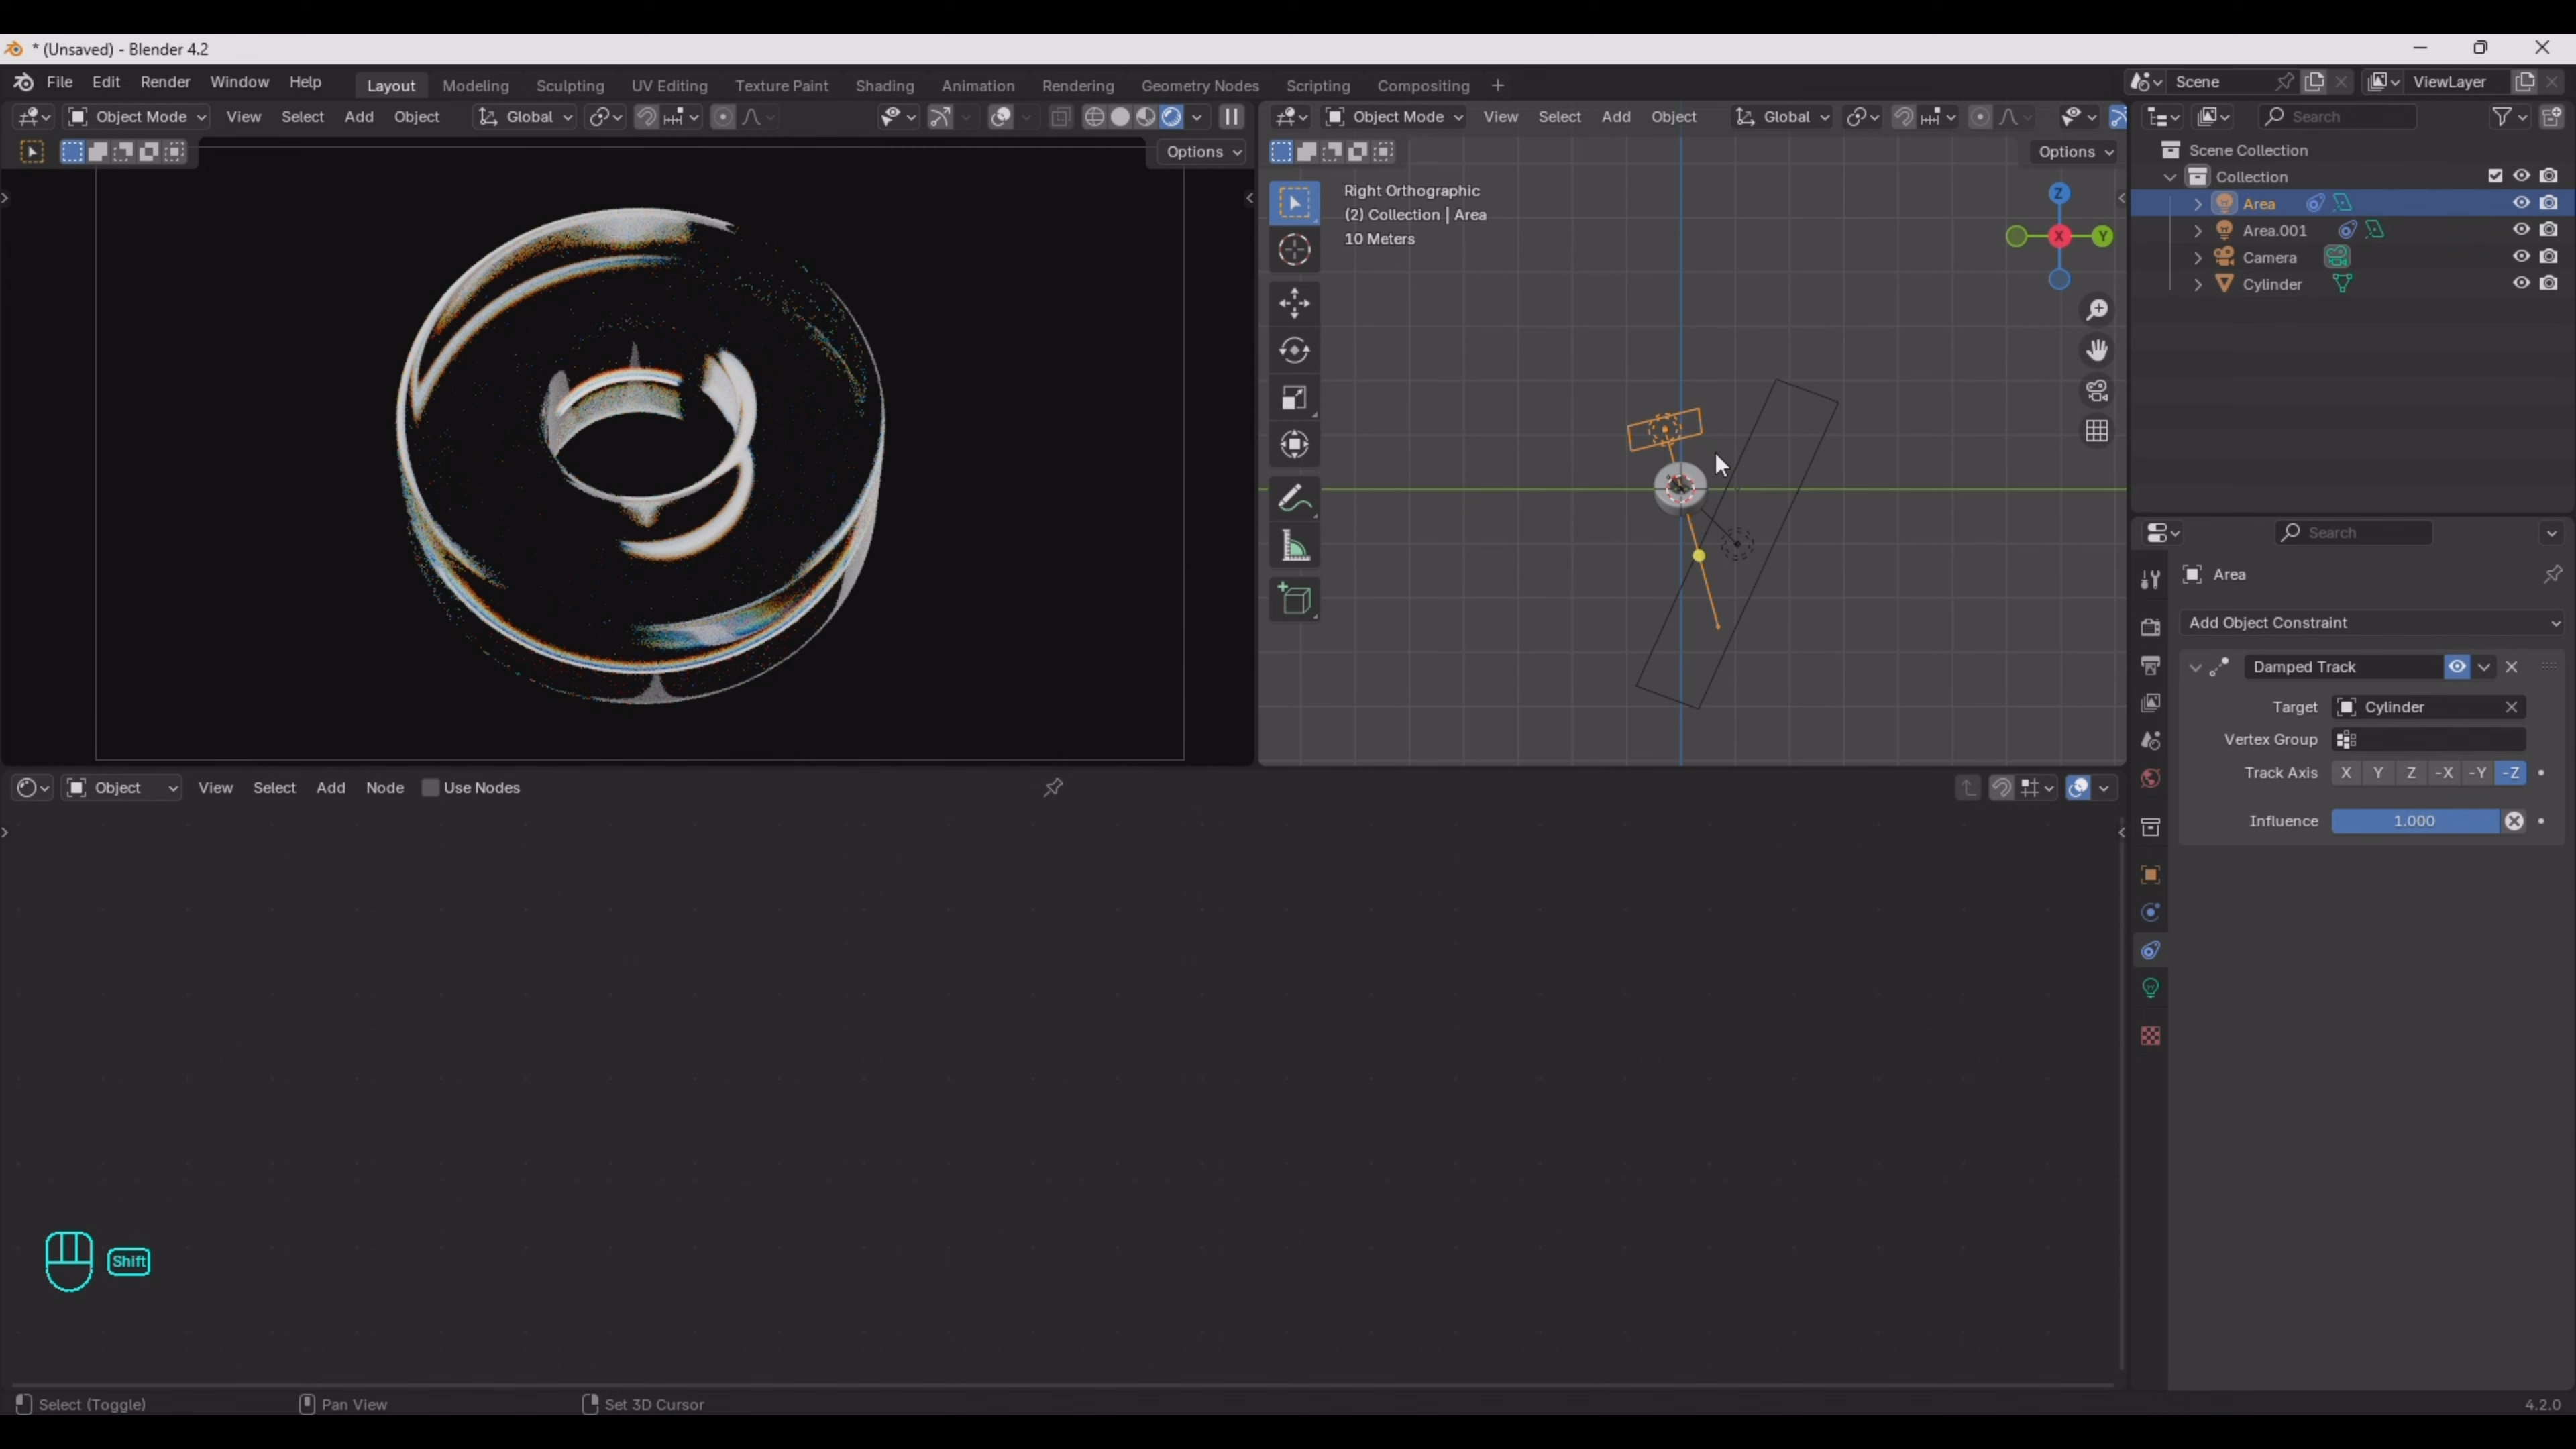 * (Unsaved) - Blender 4.2
File Edit Render Window Help Layout Modeling Sculpting UV Editing Texture Paint Shading Animation Rendering Geometry Nodes Scripting Compositing + Scene ViewLayer
Object Mode View Select Add Object Global
Object Mode View Select Add Object Global
Search
Options
Options
Scene Collection
Collection
Area
Area.001
Camera
Cylinder
Right Orthographic
(2) Collection | Area
10 Meters
Z
Y
X
Search
Area
Add Object Constraint
Damped Track
Target Cylinder
Vertex Group
Track Axis X Y Z -X -Y -Z
Influence 1.000
Object View Select Add Node Use Nodes
Shift
Select (Toggle) Pan View Set 3D Cursor 4.2.0